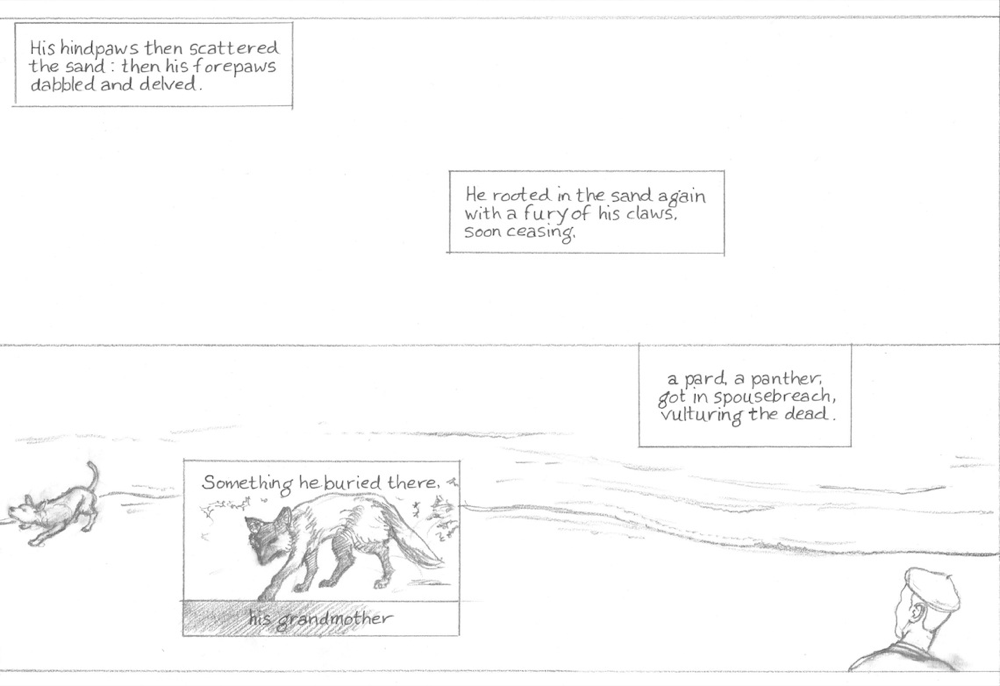 His hindpaws then scattered
the sand : then his forepaws
dabbled and delved.
He rooted in the sand again
with a fury of his claws,
soon ceasing,
a pard, a panther,
got in spousebreach,
vulturing the dead.
Something he buried there,
his grandmother